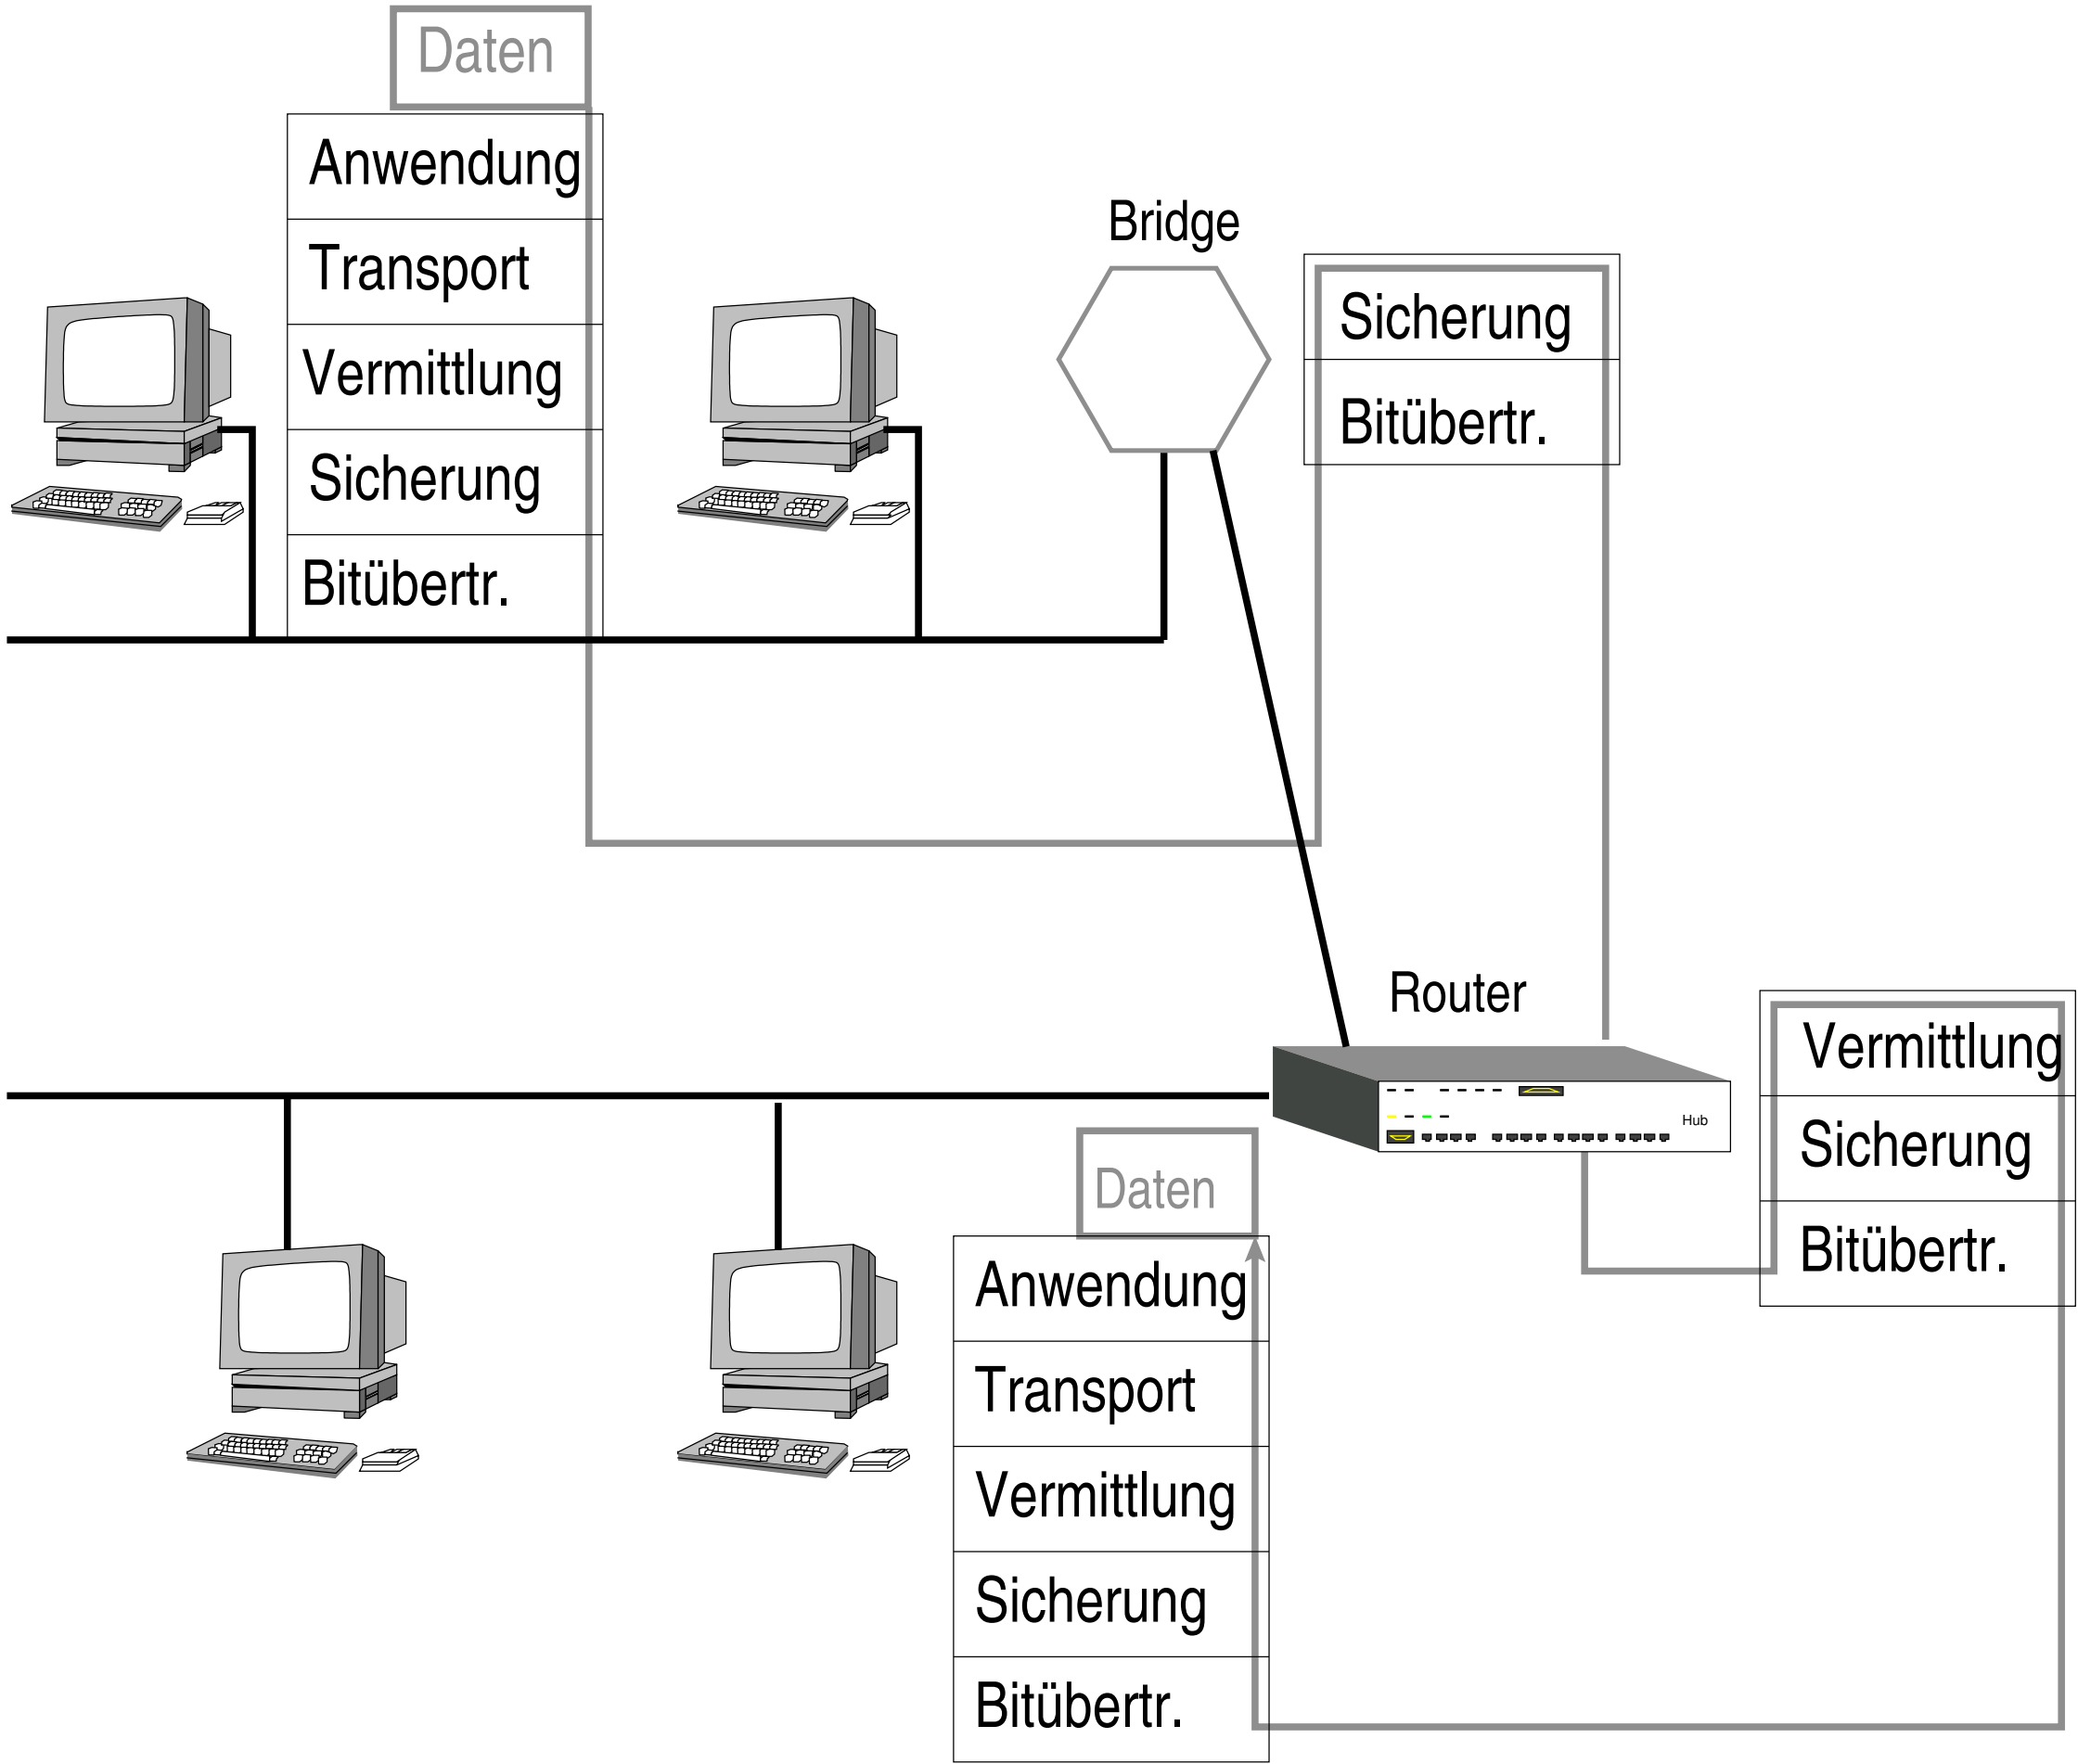 Daten
Anwendung
Transport
Vermittlung
Sicherung
Bitübertr.
Bridge
Sicherung
Bitübertr.
Router
Hub
Vermittlung
Sicherung
Bitübertr.
Daten
Anwendung
Transport
Vermittlung
Sicherung
Bitübertr.